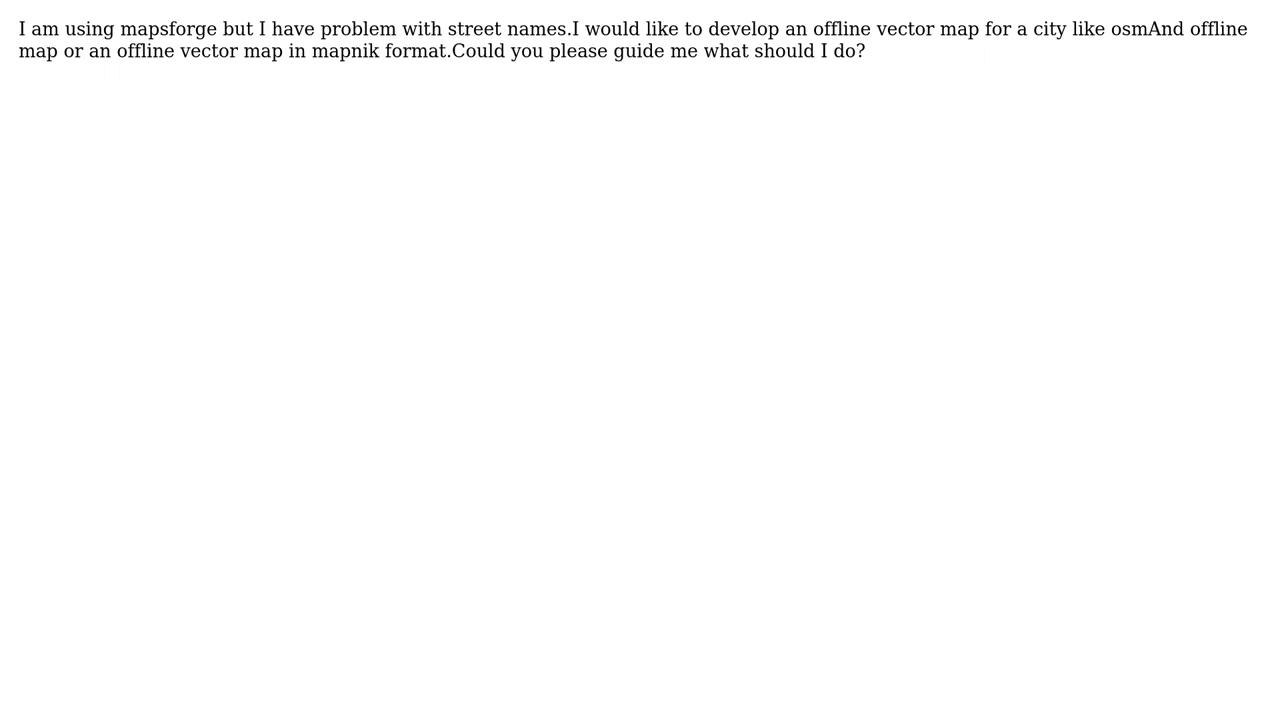 I am using mapsforge but I have problem with street names.I would like to develop an offline vector map for a city like osmAnd offline
map or an offline vector map in mapnik format.Could you please guide me what should I do?